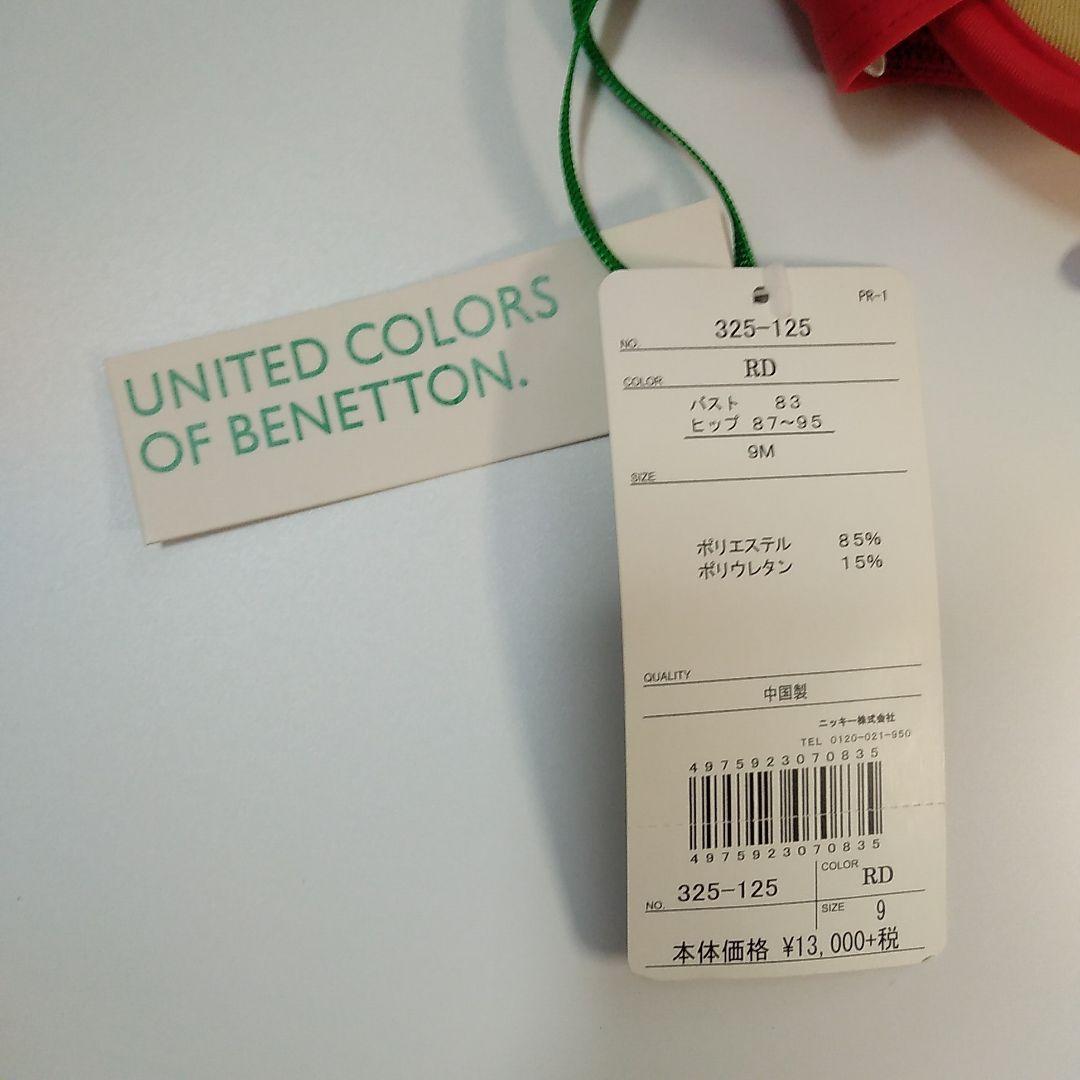 UNITED COLORS
OF BENETTON.
PR-1
NO. 325-125
COLOR RD
バスト 83
ヒップ 87~95
9M
SIZE
ポリエステル 85%
ポリウレタン 15%
QUALITY
中国製
ニッキー株式会社
TEL 0120-021-950
4975923070835
4975923070835
NO. 325-125
COLOR RD
SIZE 9
本体価格 ¥13,000+税